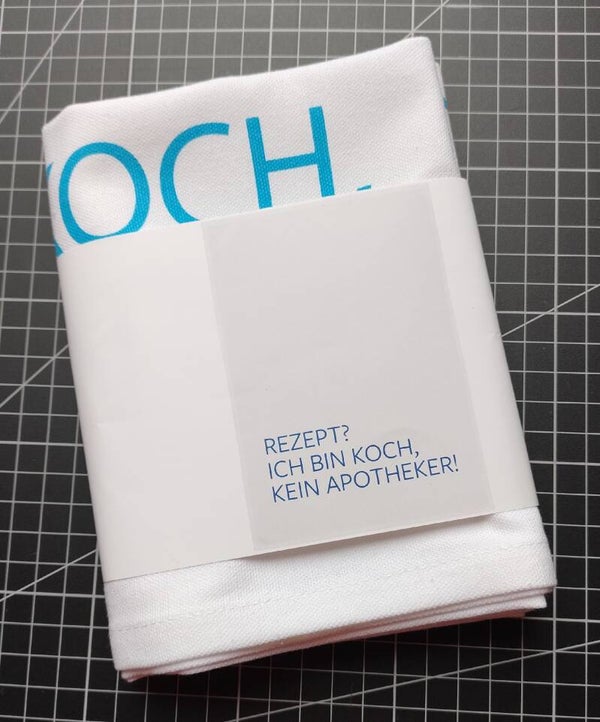 KOCH,
REZEPT?
ICH BIN KOCH,
KEIN APOTHEKER!